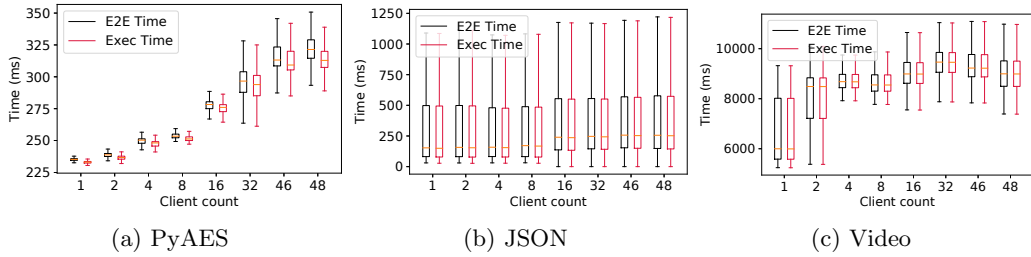 E2E Time
Exec Time
Time (ms)
350
325
300
275
250
225
1 2 4 8 16 32 46 48
Client count
(a) PyAES
E2E Time
Exec Time
Time (ms)
1250
1000
750
500
250
0
1 2 4 8 16 32 46 48
Client count
(b) JSON
E2E Time
Exec Time
Time (ms)
10000
8000
6000
1 2 4 8 16 32 46 48
Client count
(c) Video